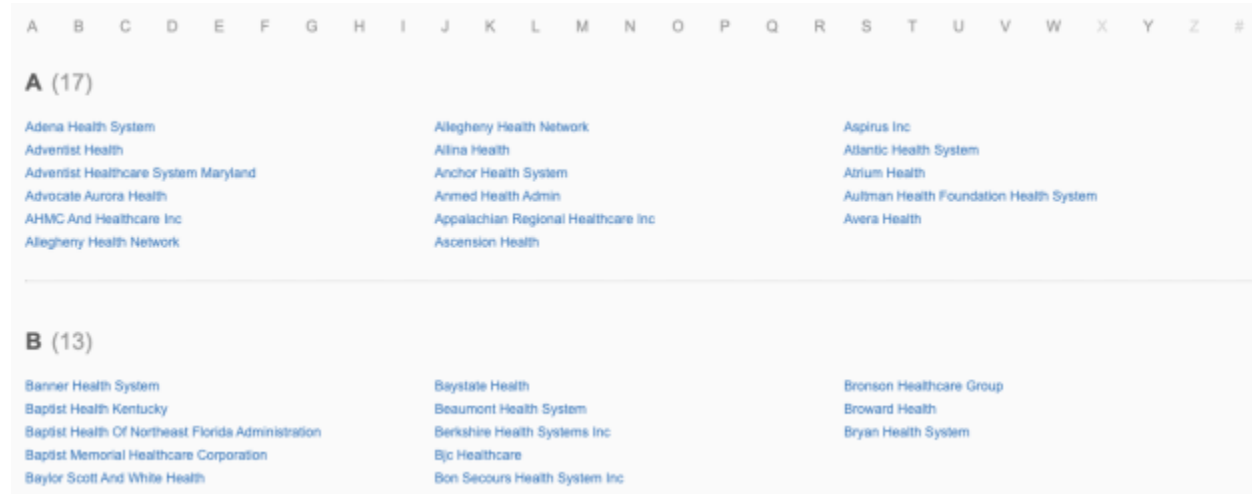 A B C D E F G H I J K L M N O P Q R S T U V W X Y Z #
A (17)
Adena Health System
Adventist Health
Adventist Healthcare System Maryland
Advocate Aurora Health
AHMC And Healthcare Inc
Allegheny Health Network
Allegheny Health Network
Allina Health
Anchor Health System
Anmed Health Admin
Appalachian Regional Healthcare Inc
Ascension Health
Aspirus Inc
Atlantic Health System
Atrium Health
Aultman Health Foundation Health System
Avera Health
B (13)
Banner Health System
Baptist Health Kentucky
Baptist Health Of Northeast Florida Administration
Baptist Memorial Healthcare Corporation
Baylor Scott And White Health
Baystate Health
Beaumont Health System
Berkshire Health Systems Inc
Bjc Healthcare
Bon Secours Health System Inc
Bronson Healthcare Group
Broward Health
Bryan Health System